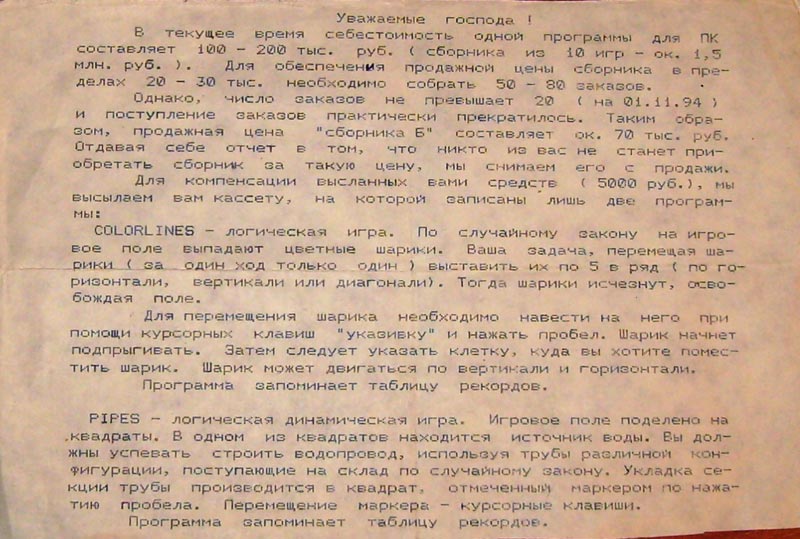 Уважаемые господа !
В текущее время себестоимость одной программы для ПК
составляет 100 - 200 тыс. руб. ( сборника из 10 игр - ок. 1,5
млн. руб. ). Для обеспечения продажной цены сборника в пре-
делах 20 - 30 тыс. необходимо собрать 50 - 80 заказов.
Однако, число заказов не превышает 20 ( на 01.11.94 )
и поступление заказов практически прекратилось. Таким обра-
зом, продажная цена "сборника Б" составляет ок. 70 тыс. руб.
Отдавая себе отчет в том, что никто из вас не станет при-
обретать сборник за такую цену, мы снимаем его с продажи.
Для компенсации высланных вами средств ( 5000 руб.), мы
высылаем вам кассету, на которой записаны лишь две програм-
мы:
COLORLINES - логическая игра. По случайному закону на игро-
вое поле выпадают цветные шарики. Ваша задача, перемещая ша-
рики ( за один ход только один ) выставить их по 5 в ряд ( по го-
ризонтали, вертикали или диагонали). Тогда шарики исчезнут, осво-
бождая поле.
Для перемещения шарика необходимо навести на него при
помощи курсорных клавиш "указивку" и нажать пробел. Шарик начнет
подпрыгивать. Затем следует указать клетку, куда вы хотите помес-
тить шарик. Шарик может двигаться по вертикали и горизонтали.
Программа запоминает таблицу рекордов.
PIPES - логическая динамическая игра. Игровое поле поделено на
квадраты. В одном из квадратов находится источник воды. Вы дол-
жны успевать строить водопровод, используя трубы различной кон-
фигурации, поступающие на склад по случайному закону. Укладка се-
кции трубы производится в квадрат, отмеченный маркером по нажа-
тию пробела. Перемещение маркера - курсорные клавиши.
Программа запоминает таблицу рекордов.